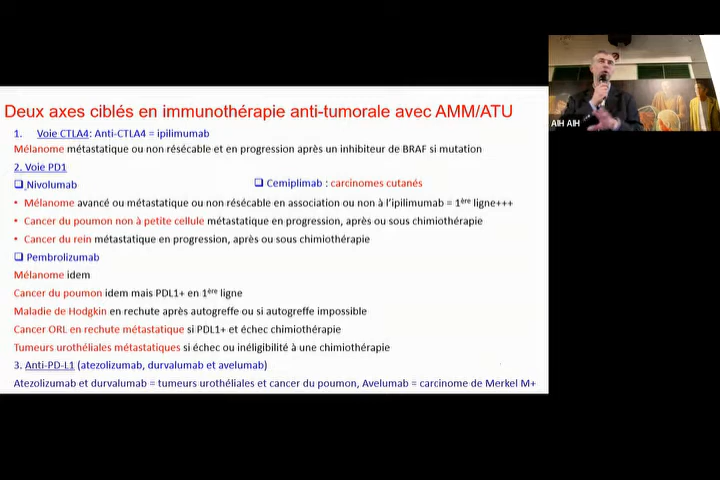 AIH AIH
Deux axes ciblés en immunothérapie anti-tumorale avec AMM/ATU
1. Voie CTLA4: Anti-CTLA4 = ipilimumab
Mélanome métastatique ou non résécable et en progression après un inhibiteur de BRAF si mutation
2. Voie PD1
❑ Nivolumab
❑ Cemiplimab : carcinomes cutanés
• Mélanome avancé ou métastatique ou non résécable en association ou non à l'ipilimumab = 1ère ligne+++
• Cancer du poumon non à petite cellule métastatique en progression, après ou sous chimiothérapie
• Cancer du rein métastatique en progression, après ou sous chimiothérapie
❑ Pembrolizumab
Mélanome idem
Cancer du poumon idem mais PDL1+ en 1ère ligne
Maladie de Hodgkin en rechute après autogreffe ou si autogreffe impossible
Cancer ORL en rechute métastatique si PDL1+ et échec chimiothérapie
Tumeurs urothéliales métastatiques si échec ou inéligibilité à une chimiothérapie
3. Anti-PD-L1 (atezolizumab, durvalumab et avelumab)
Atezolizumab et durvalumab = tumeurs urothéliales et cancer du poumon, Avelumab = carcinome de Merkel M+